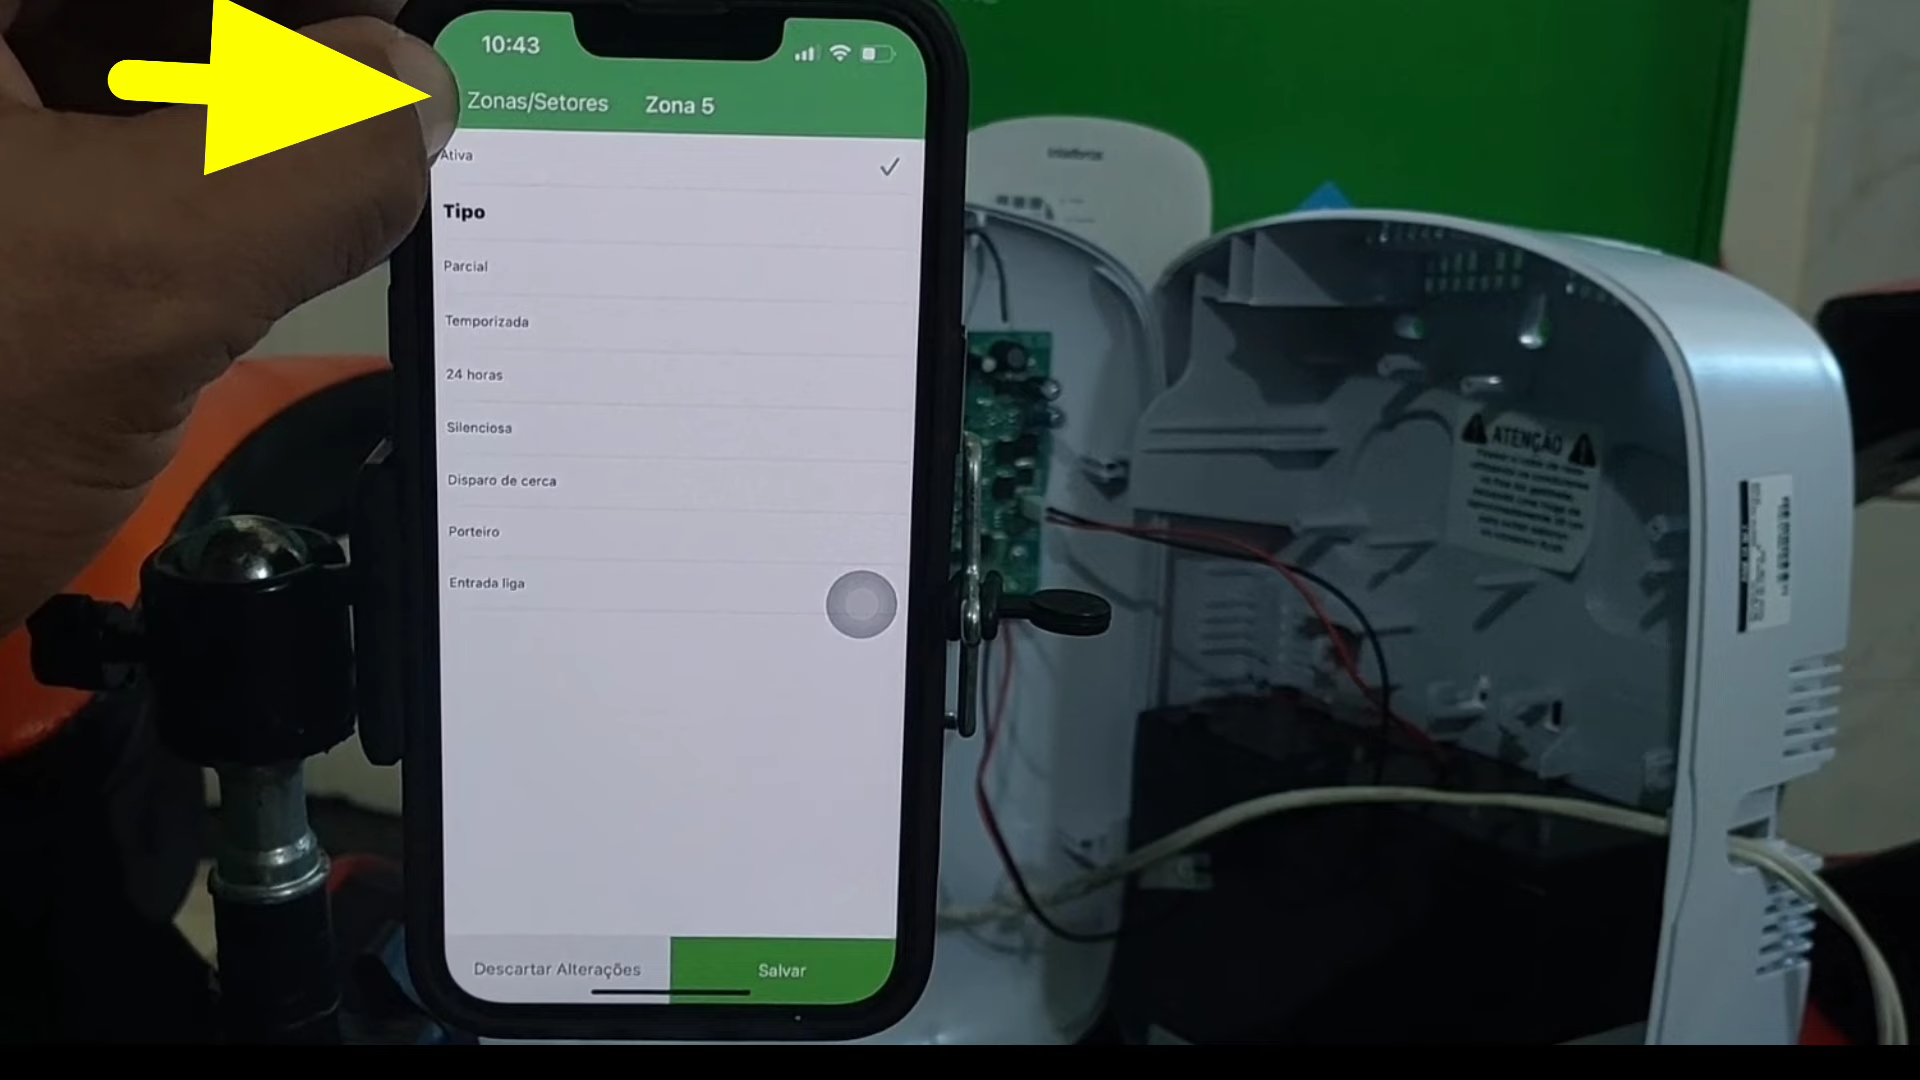 10:43
Zonas/Setores Zona 5
Ativa
Tipo
Parcial
Temporizada
24 horas
Silenciosa
Disparo de cerca
Porteiro
Entrada liga
Descartar Alterações Salvar
intelbras
ATENÇÃO